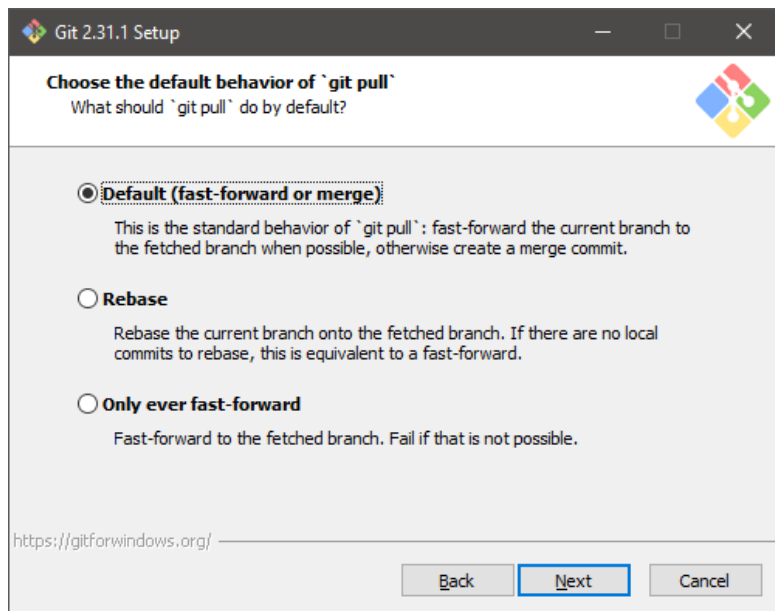 Git 2.31.1 Setup
Choose the default behavior of `git pull`
What should `git pull` do by default?
Default (fast-forward or merge)
This is the standard behavior of `git pull`: fast-forward the current branch to
the fetched branch when possible, otherwise create a merge commit.
Rebase
Rebase the current branch onto the fetched branch. If there are no local
commits to rebase, this is equivalent to a fast-forward.
Only ever fast-forward
Fast-forward to the fetched branch. Fail if that is not possible.
https://gitforwindows.org/
Back Next Cancel